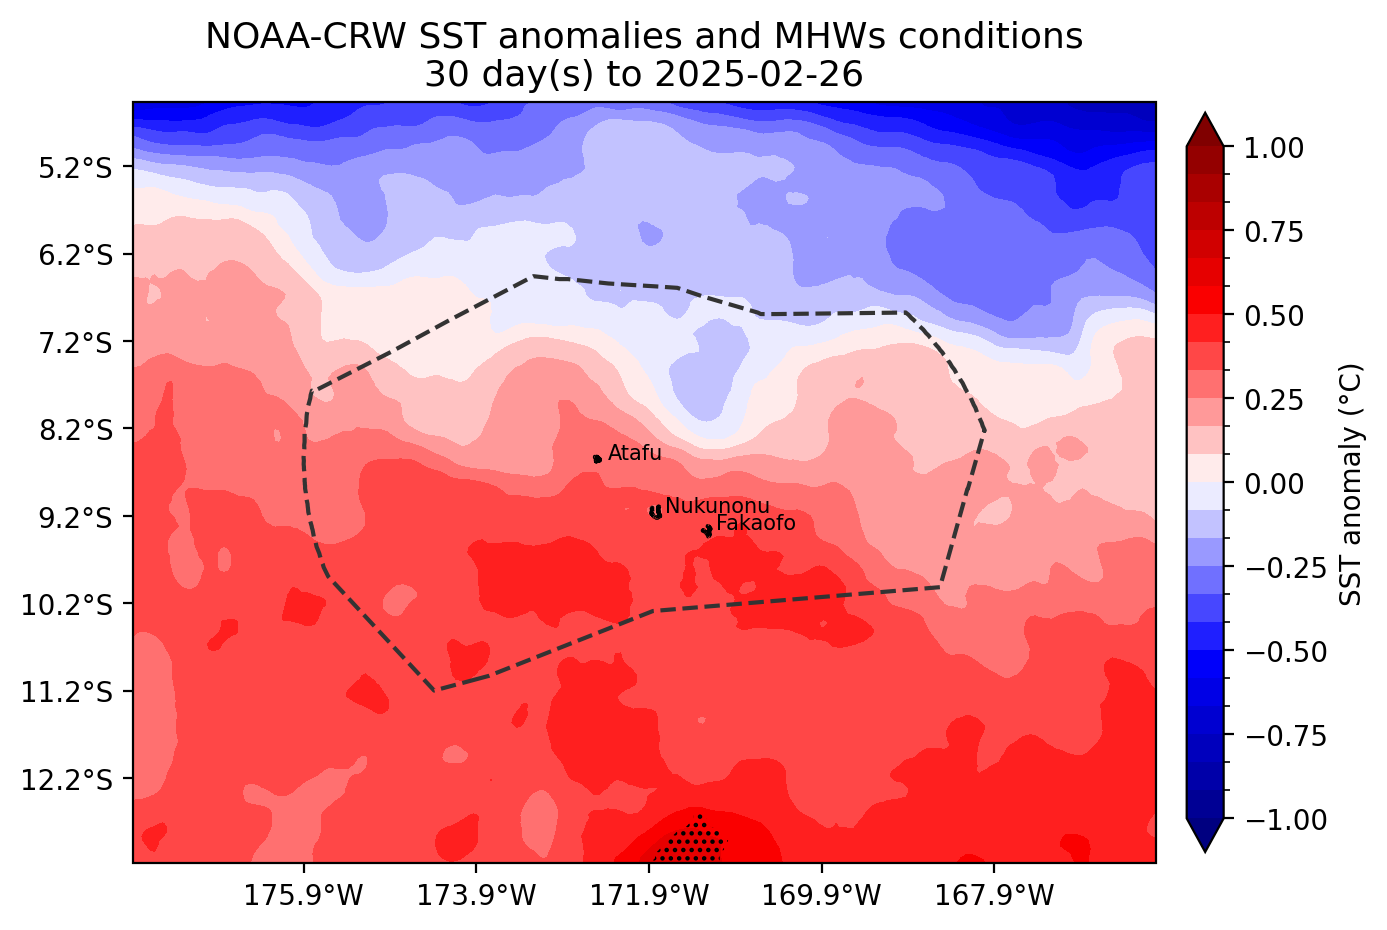 NOAA-CRW SST anomalies and MHWs conditions
30 day(s) to 2025-02-26
5.2°S
6.2°S
7.2°S
8.2°S
9.2°S
10.2°S
11.2°S
12.2°S
Atafu
Nukunonu
Fakaofo
175.9°W
173.9°W
171.9°W
169.9°W
167.9°W
1.00
0.75
0.50
0.25
0.00
−0.25
−0.50
−0.75
−1.00
SST anomaly (°C)